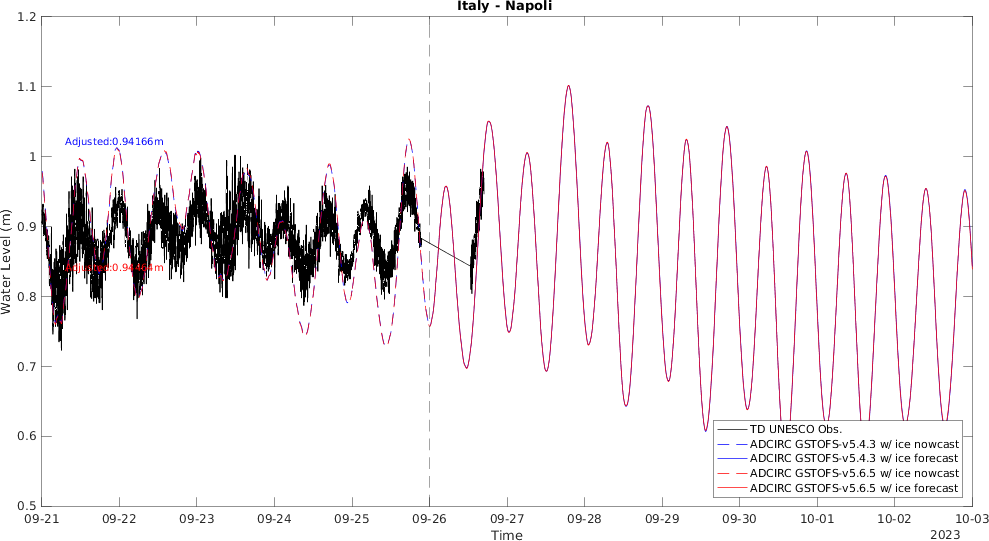 Italy - Napoli
1.2
1.1
1
0.9
0.8
0.7
0.6
0.5
Water Level (m)
Adjusted:0.94166m
Adjusted:0.94484m
TD UNESCO Obs.
ADCIRC GSTOFS-v5.4.3 w/ ice nowcast
ADCIRC GSTOFS-v5.4.3 w/ ice forecast
ADCIRC GSTOFS-v5.6.5 w/ ice nowcast
ADCIRC GSTOFS-v5.6.5 w/ ice forecast
09-21 09-22 09-23 09-24 09-25 09-26 09-27 09-28 09-29 09-30 10-01 10-02 10-03
Time
2023